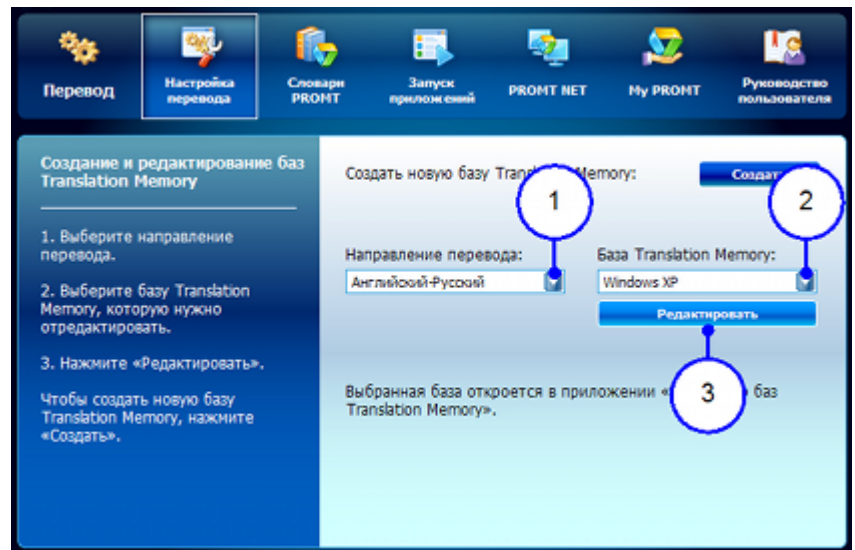 Перевод
Настройка
перевода
Словари
PROMT
Запуск
приложений
PROMT NET
My PROMT
Руководство
пользователя
Создание и редактирование баз
Translation Memory
1. Выберите направление
перевода.
2. Выберите базу Translation
Memory, которую нужно
отредактировать.
3. Нажмите «Редактировать».
Чтобы создать новую базу
Translation Memory, нажмите
«Создать».
Создать новую базу Translation Memory:
1
2
Направление перевода:
База Translation Memory:
Английский-Русский
Windows XP
Редактировать
3
Выбранная база откроется в приложении баз
Translation Memory».